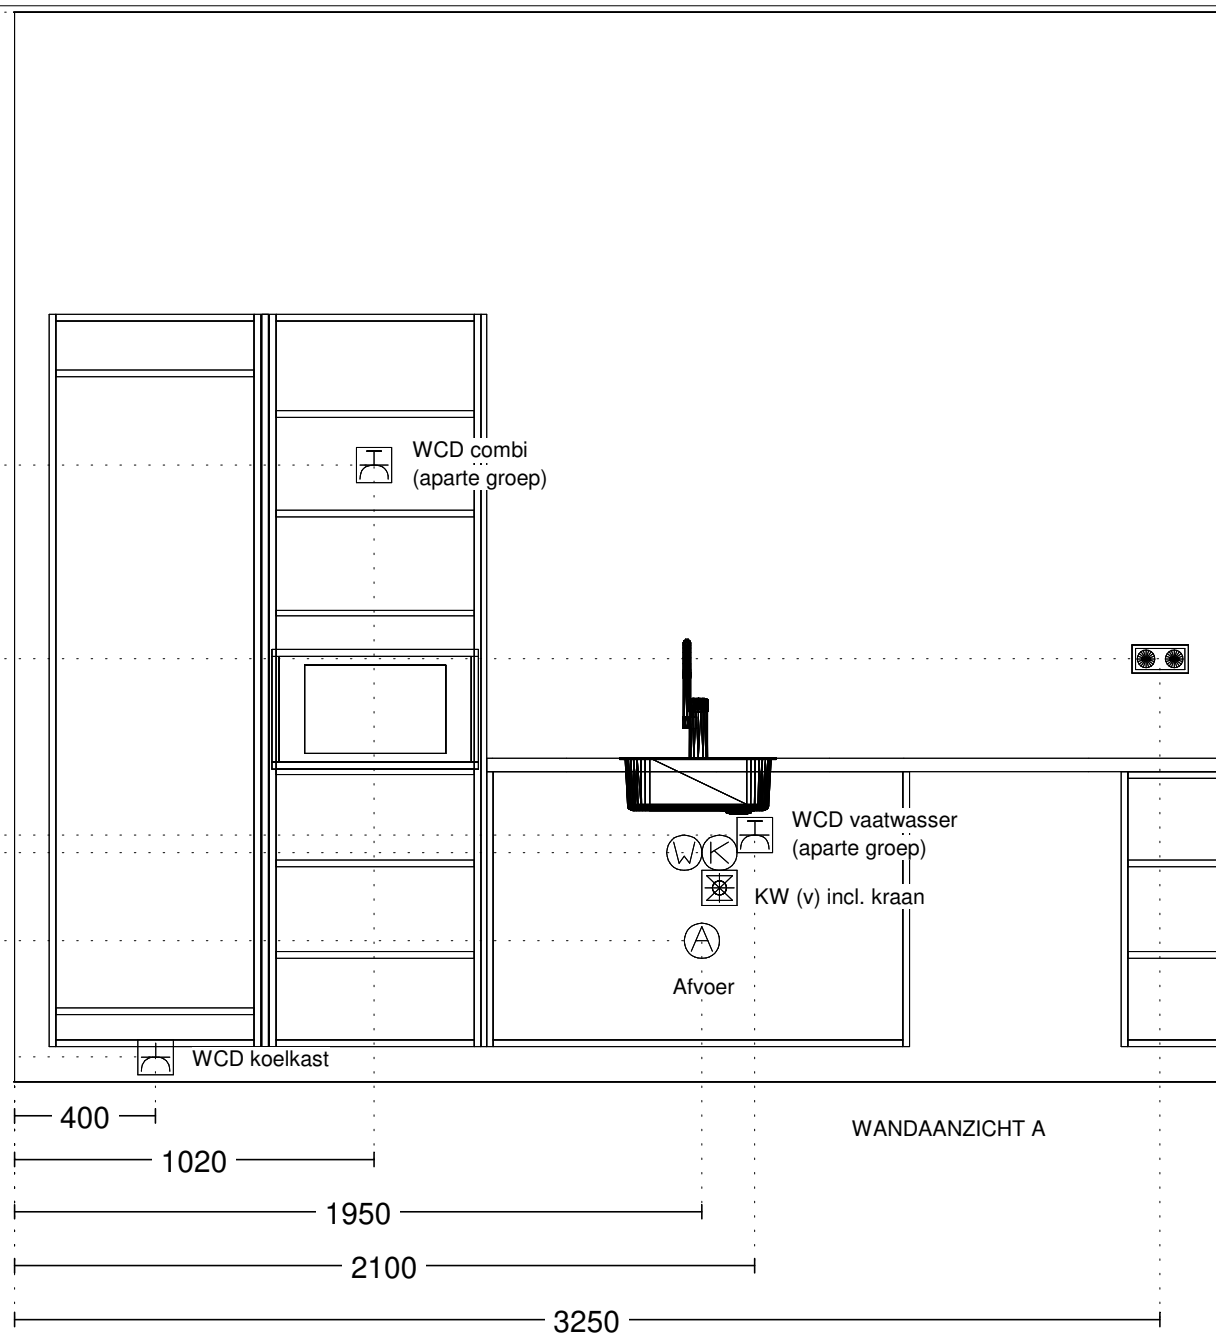 WCD combi
(aparte groep)
WCD vaatwasser
(aparte groep)
W K
KW (v) incl. kraan
A
Afvoer
WCD koelkast
400
WANDAANZICHT A
1020
1950
2100
3250